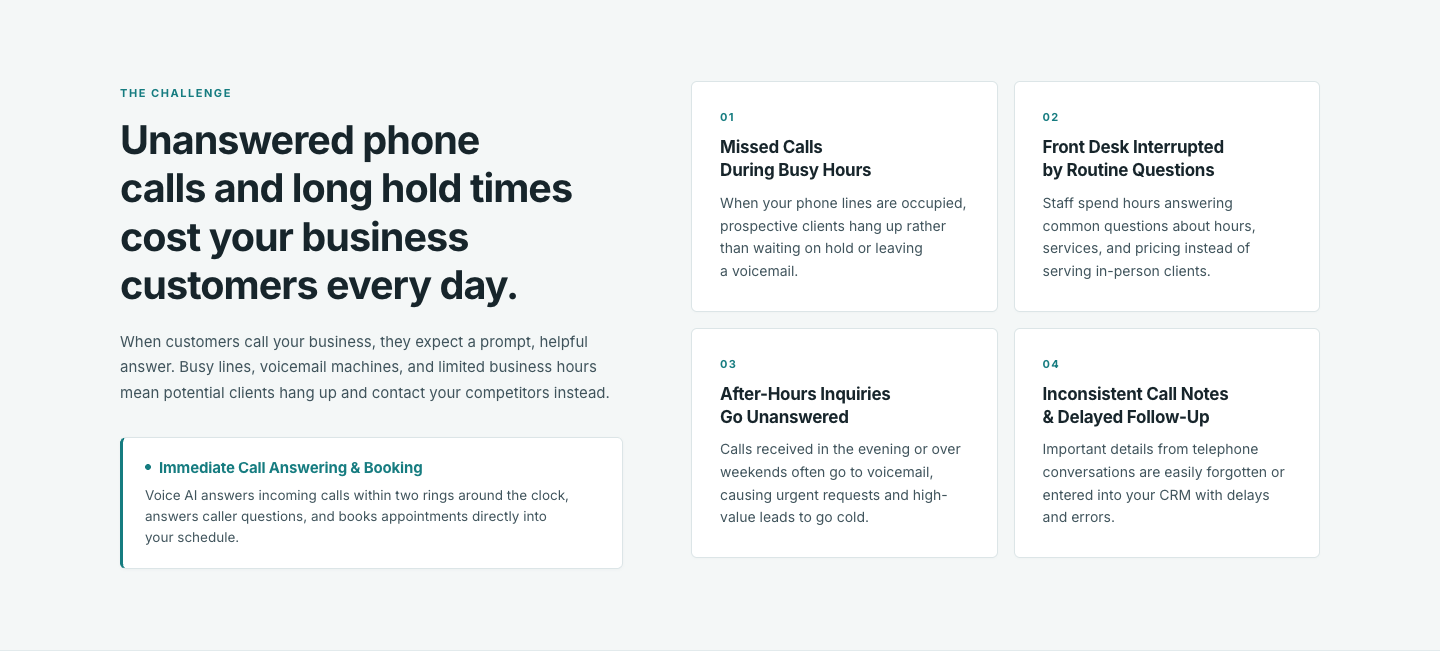 THE CHALLENGE
Unanswered phone
calls and long hold times
cost your business
customers every day.
When customers call your business, they expect a prompt, helpful
answer. Busy lines, voicemail machines, and limited business hours
mean potential clients hang up and contact your competitors instead.
Immediate Call Answering & Booking
Voice AI answers incoming calls within two rings around the clock,
answers caller questions, and books appointments directly into
your schedule.
01
Missed Calls
During Busy Hours
When your phone lines are occupied,
prospective clients hang up rather
than waiting on hold or leaving
a voicemail.
02
Front Desk Interrupted
by Routine Questions
Staff spend hours answering
common questions about hours,
services, and pricing instead of
serving in-person clients.
03
After-Hours Inquiries
Go Unanswered
Calls received in the evening or over
weekends often go to voicemail,
causing urgent requests and high-
value leads to go cold.
04
Inconsistent Call Notes
& Delayed Follow-Up
Important details from telephone
conversations are easily forgotten or
entered into your CRM with delays
and errors.